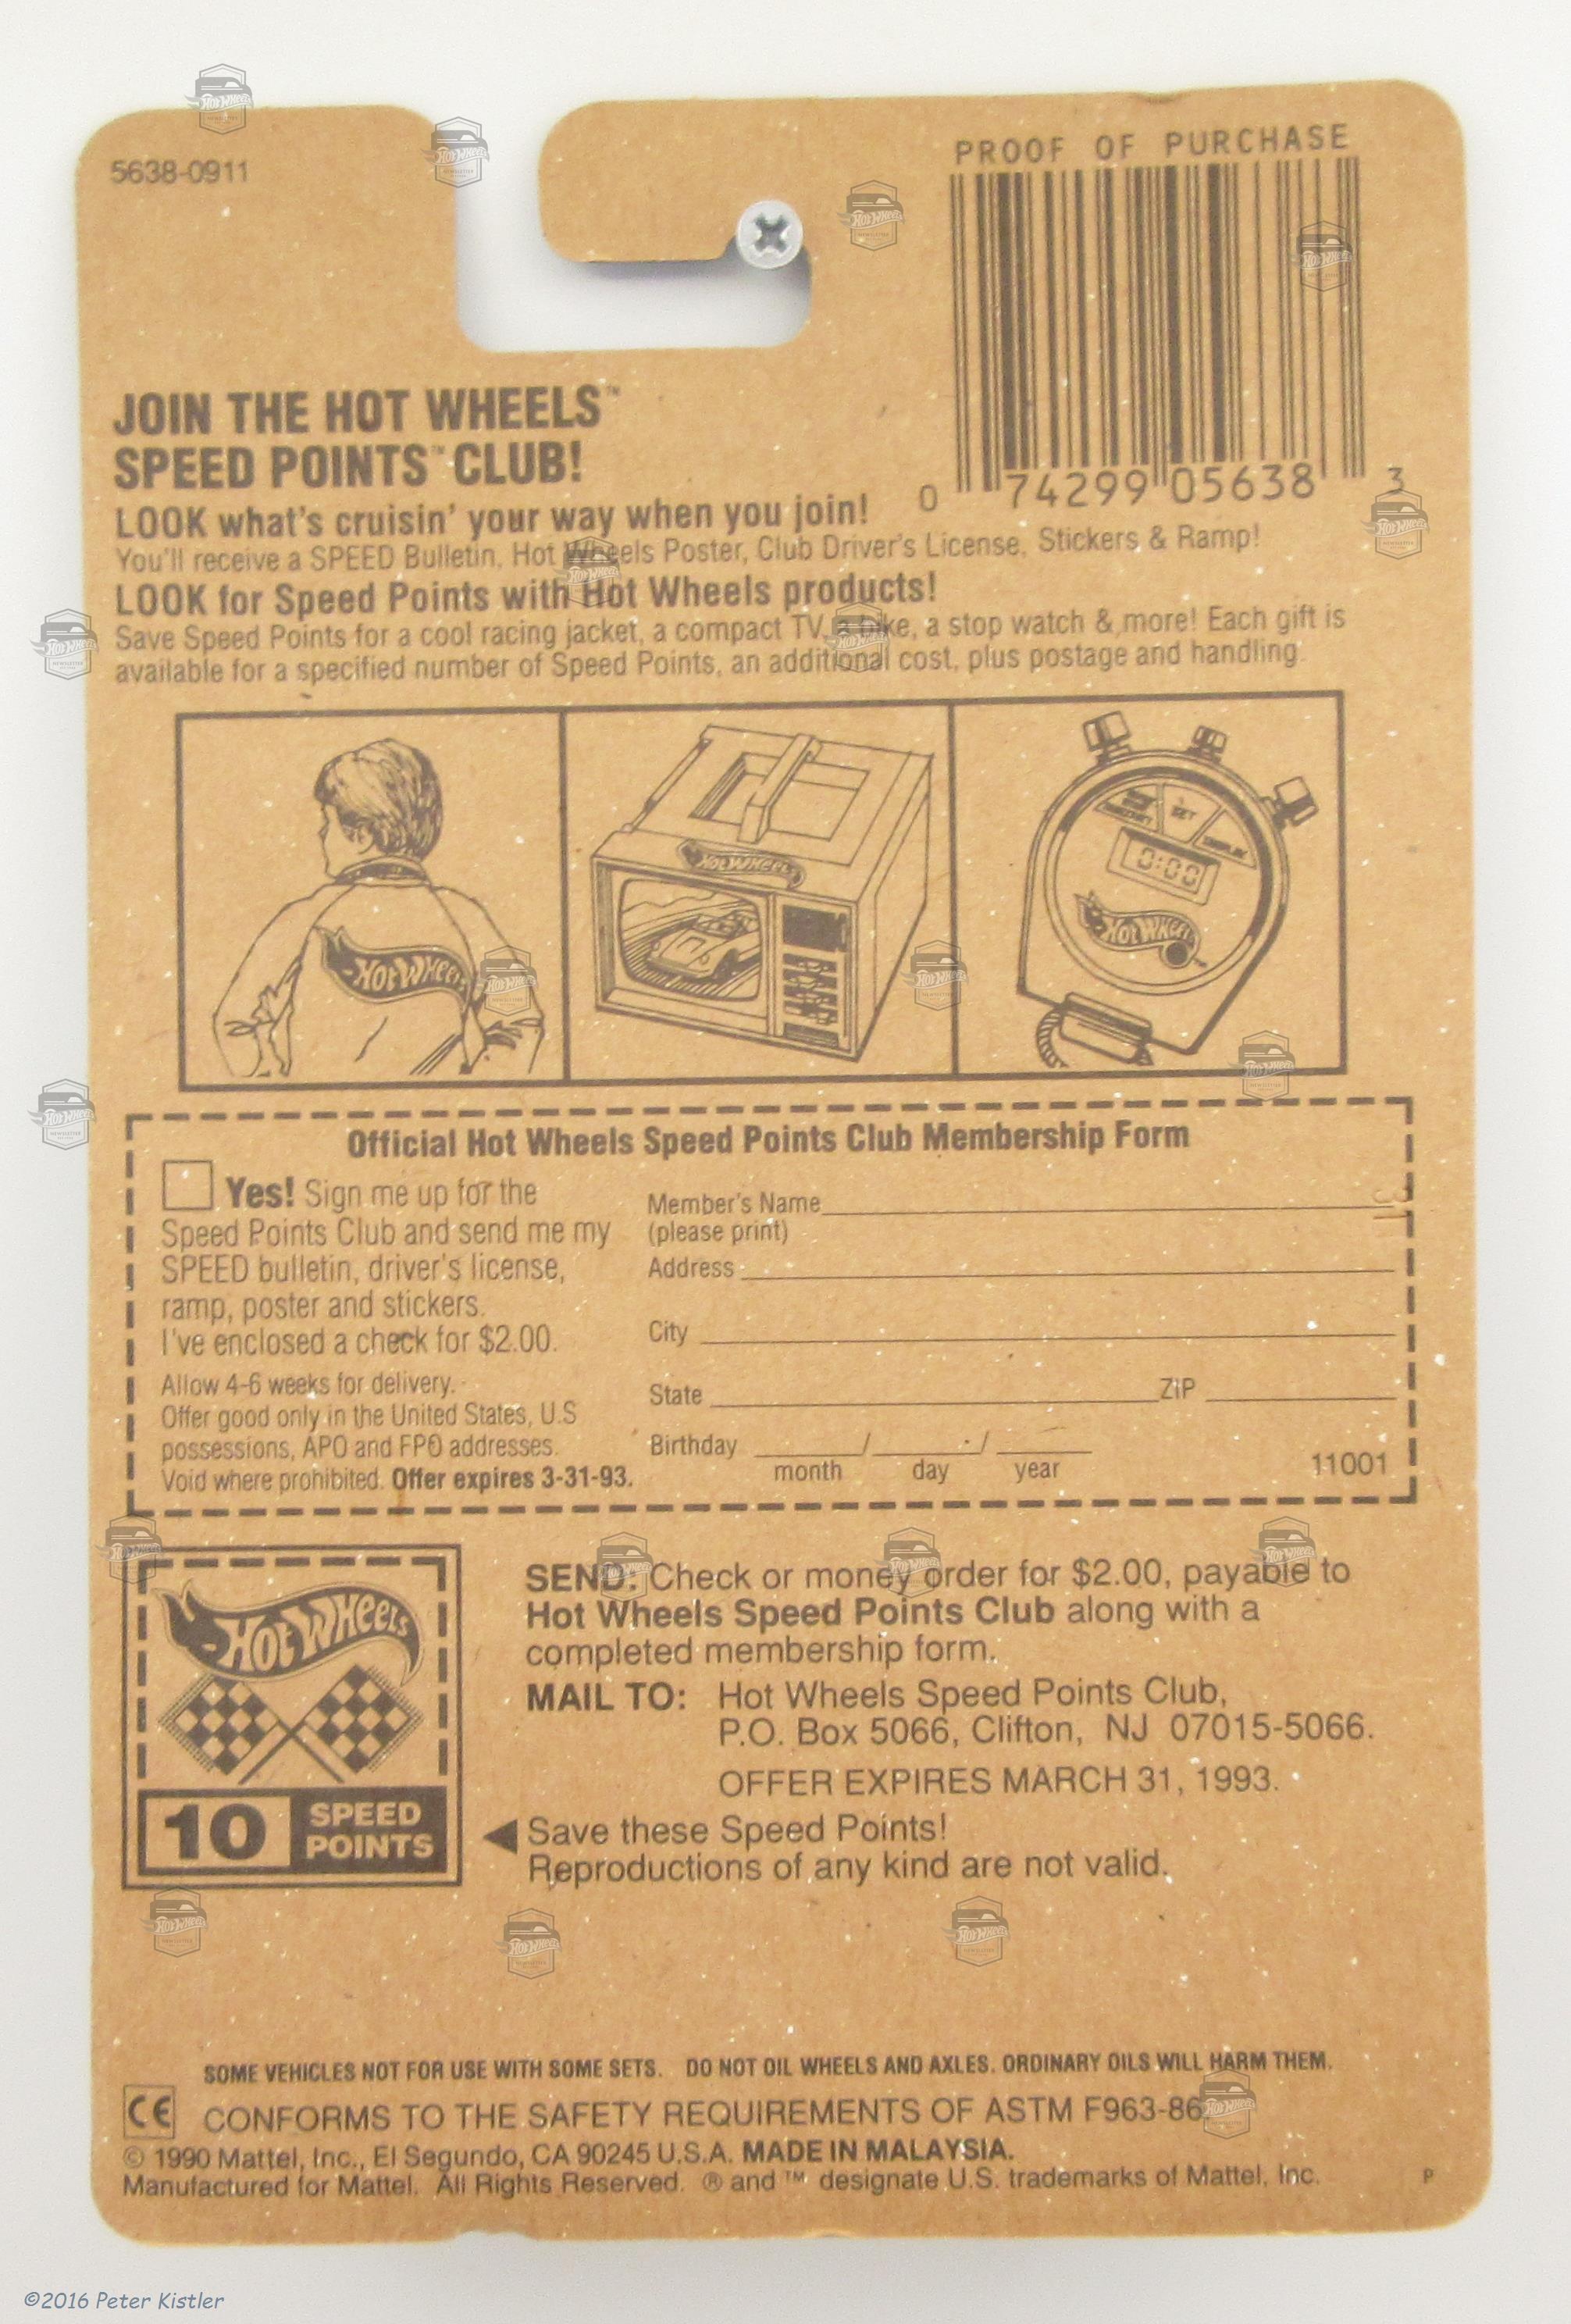 5638-0911
PROOF OF PURCHASE
0 74299 05638 3
JOIN THE HOT WHEELS™
SPEED POINTS™ CLUB!
LOOK what's cruisin' your way when you join!
You'll receive a SPEED Bulletin, Hot Wheels Poster, Club Driver's License, Stickers & Ramp!
LOOK for Speed Points with Hot Wheels products!
Save Speed Points for a cool racing jacket, a compact TV, a bike, a stop watch & more! Each gift is
available for a specified number of Speed Points, an additional cost, plus postage and handling.
HOT WHEELS
HOT WHEELS
SET
0:00
HOT WHEELS
Official Hot Wheels Speed Points Club Membership Form
Yes! Sign me up for the
Speed Points Club and send me my
SPEED bulletin, driver's license,
ramp, poster and stickers.
I've enclosed a check for $2.00.
Allow 4-6 weeks for delivery.
Offer good only in the United States, U.S
possessions, APO and FPO addresses.
Void where prohibited. Offer expires 3-31-93.
Member's Name
(please print)
Address
City
State ZIP
Birthday / /
month day year
11001
HOT WHEELS
10 SPEED
POINTS
SEND: Check or money order for $2.00, payable to
Hot Wheels Speed Points Club along with a
completed membership form.
MAIL TO: Hot Wheels Speed Points Club,
P.O. Box 5066, Clifton, NJ 07015-5066.
OFFER EXPIRES MARCH 31, 1993.
◀ Save these Speed Points!
Reproductions of any kind are not valid.
SOME VEHICLES NOT FOR USE WITH SOME SETS. DO NOT OIL WHEELS AND AXLES. ORDINARY OILS WILL HARM THEM.
CE CONFORMS TO THE SAFETY REQUIREMENTS OF ASTM F963-86.
© 1990 Mattel, Inc., El Segundo, CA 90245 U.S.A. MADE IN MALAYSIA.
Manufactured for Mattel. All Rights Reserved. ® and ™ designate U.S. trademarks of Mattel, Inc.
P
©2016 Peter Kistler